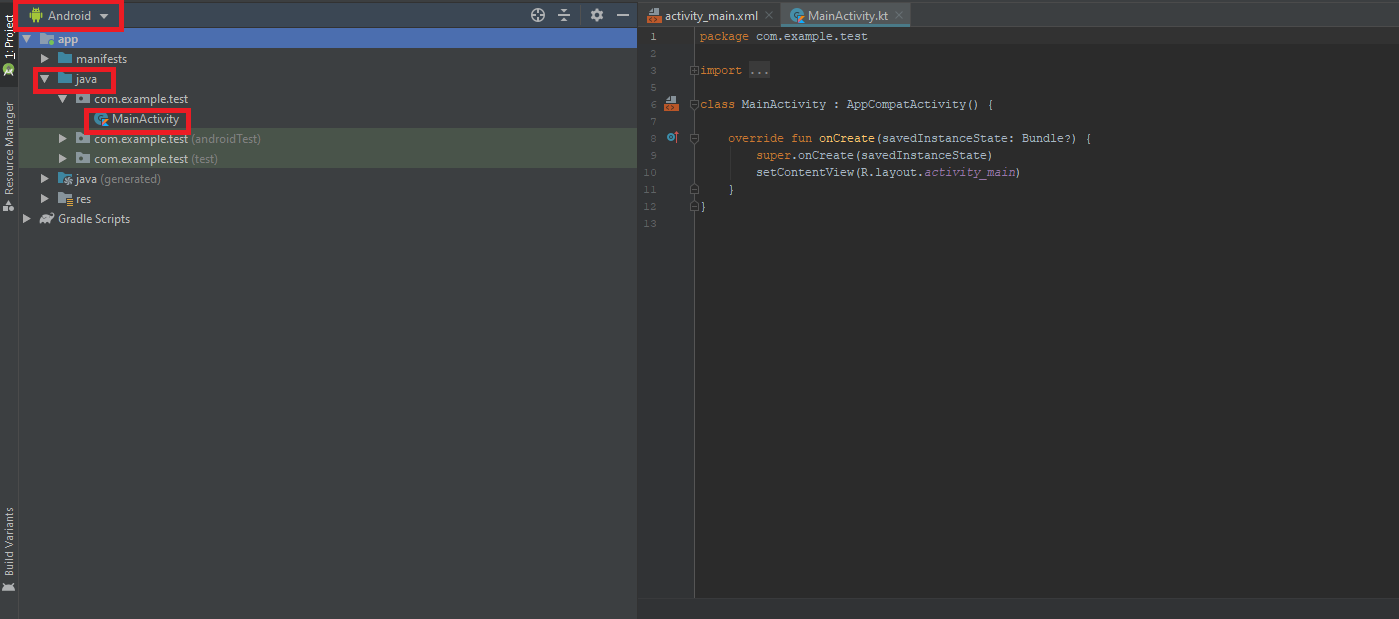 Android
1: Project
Resource Manager
Build Variants
app
manifests
java
com.example.test
MainActivity
com.example.test (androidTest)
com.example.test (test)
java (generated)
res
Gradle Scripts
activity_main.xml
MainActivity.kt
1 package com.example.test
2
3 import ...
5
6 class MainActivity : AppCompatActivity() {
7
8 override fun onCreate(savedInstanceState: Bundle?) {
9 super.onCreate(savedInstanceState)
10 setContentView(R.layout.activity_main)
11 }
12 }
13